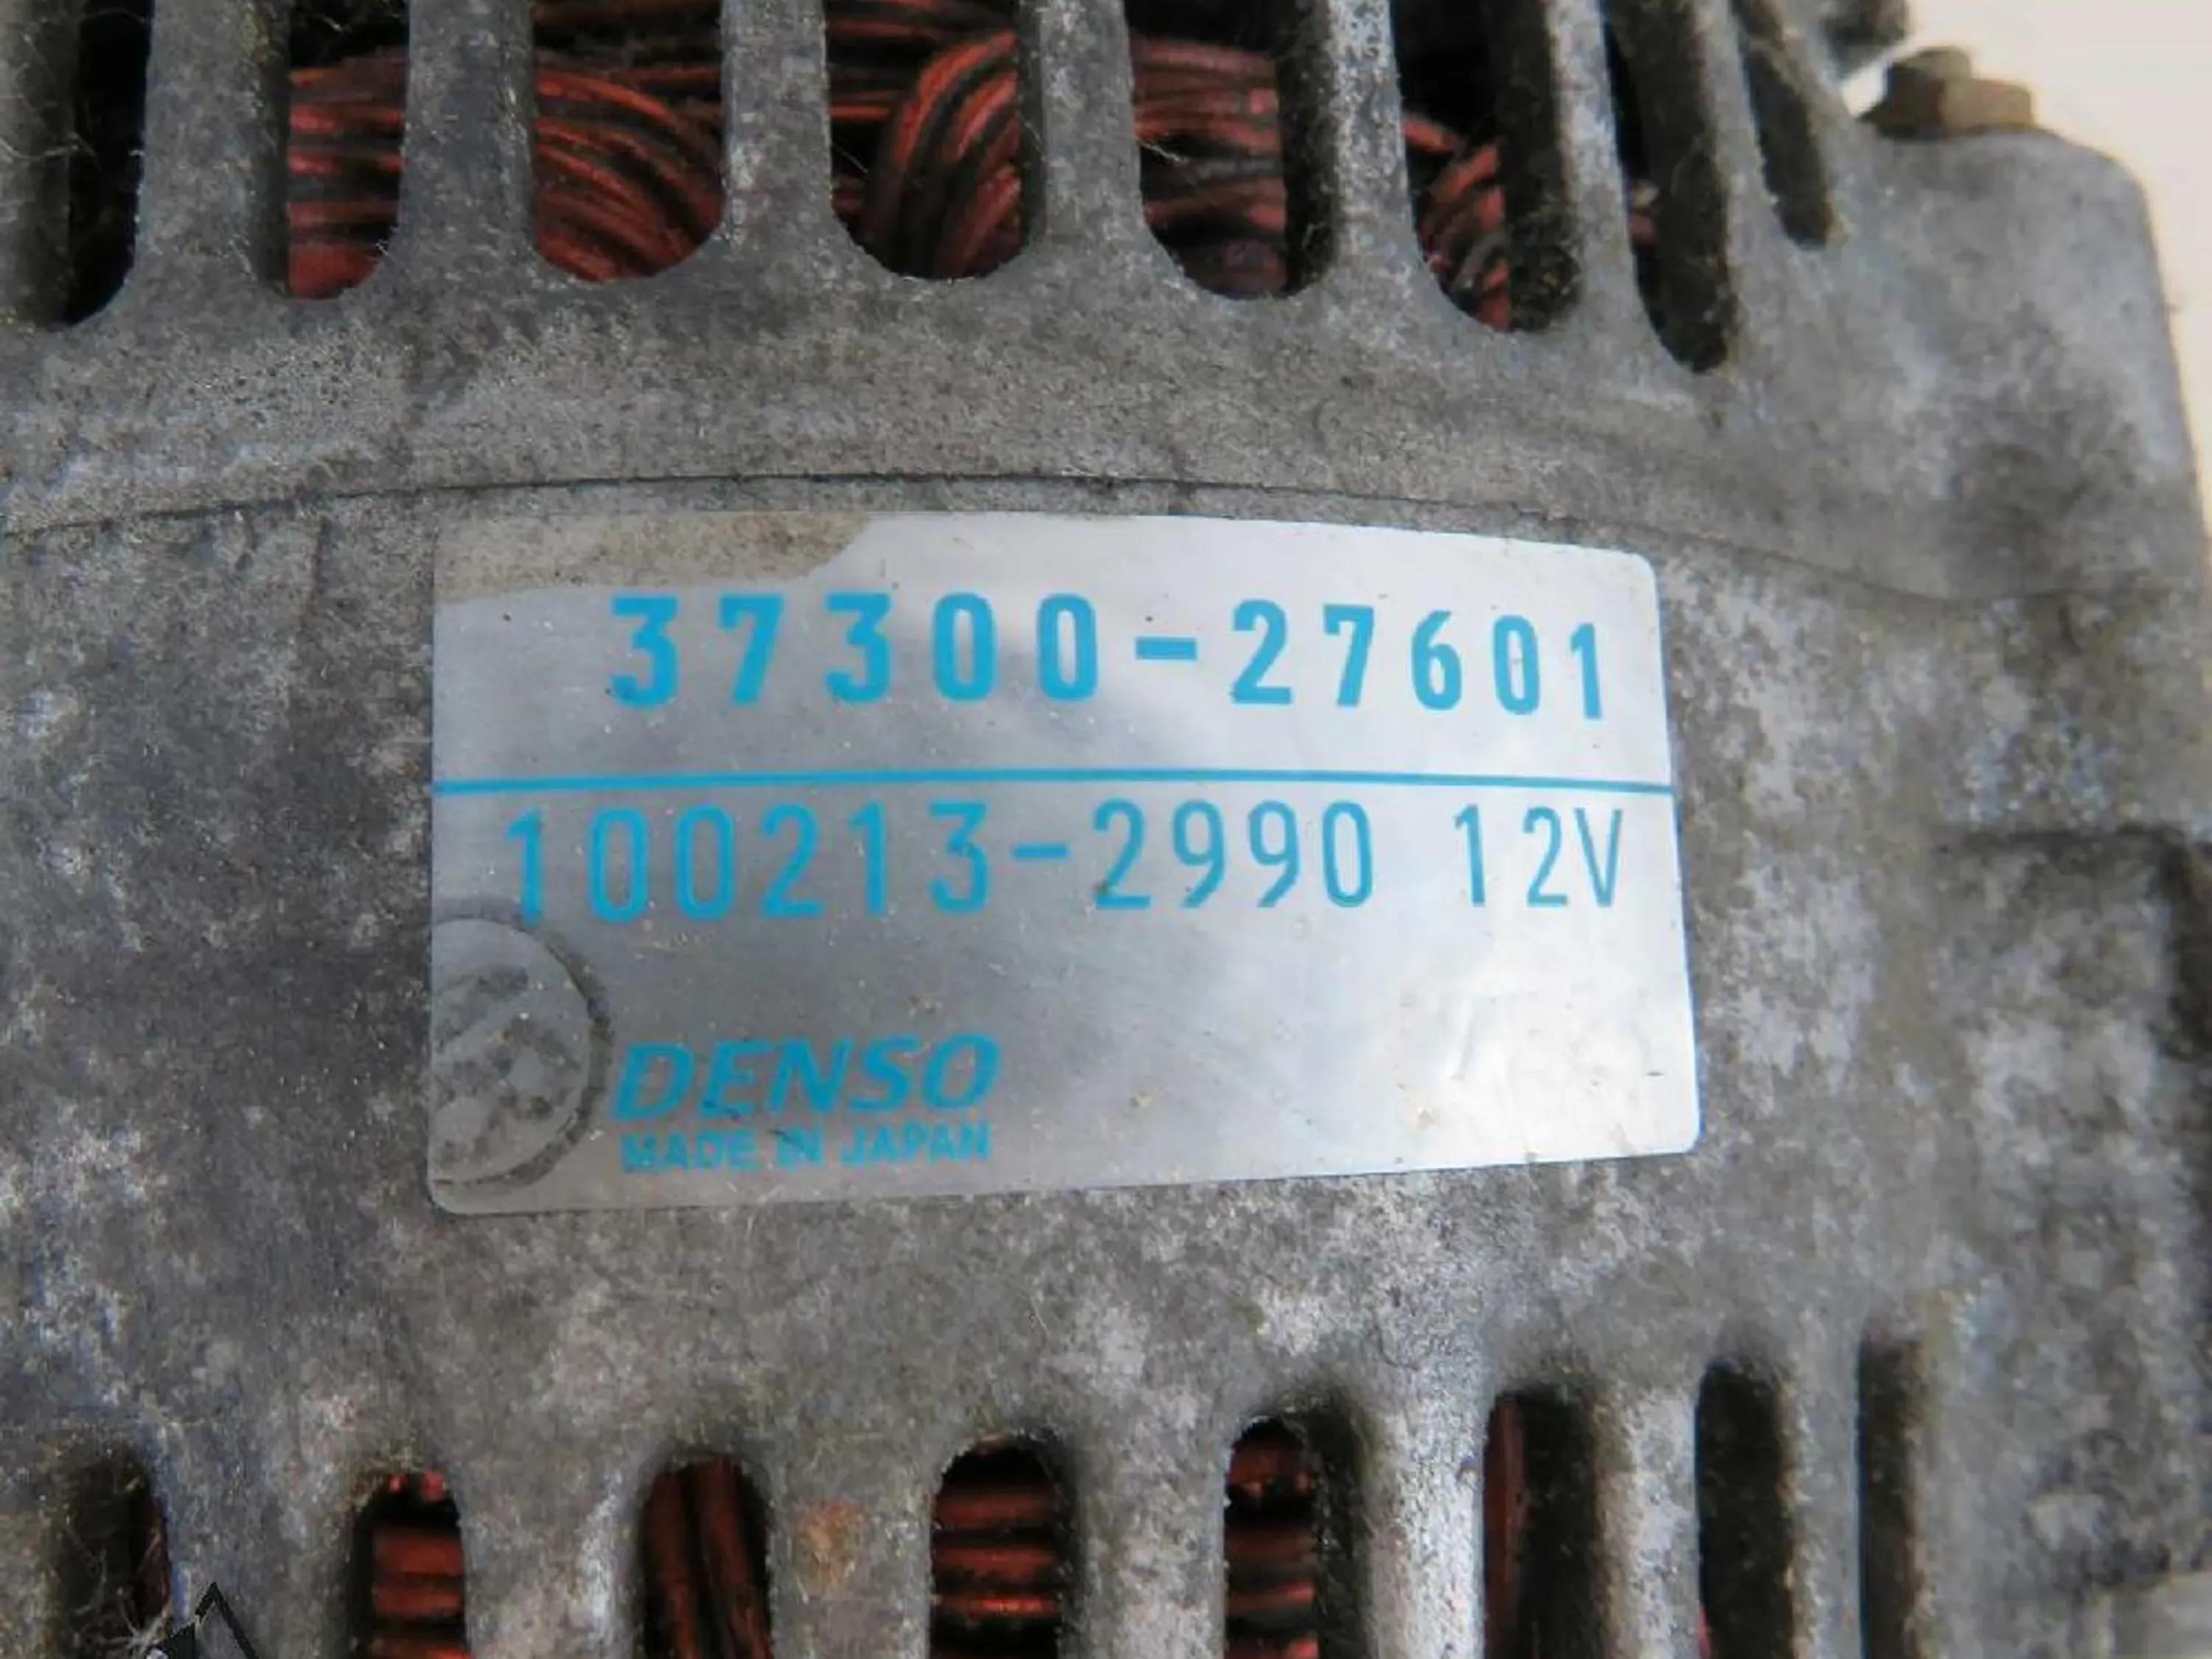 37300-27601
100213-2990 12V
DENSO
MADE IN JAPAN